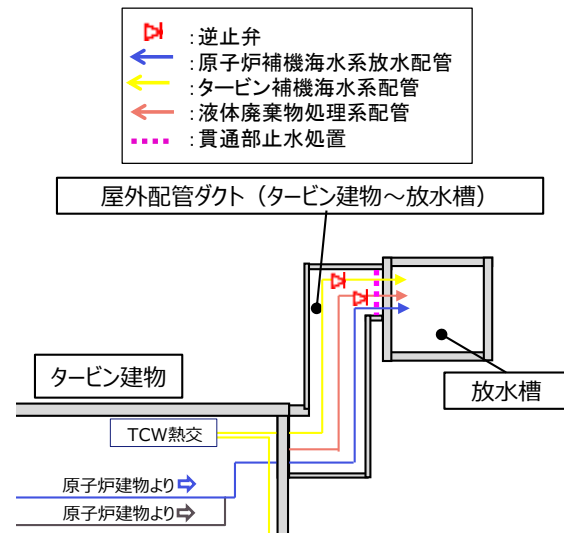 :逆止弁
:原子炉補機海水系放水配管
:タービン補機海水系配管
:液体廃棄物処理系配管
:貫通部止水処置
屋外配管ダクト（タービン建物～放水槽）
タービン建物
放水槽
TCW熱交
原子炉建物より
原子炉建物より